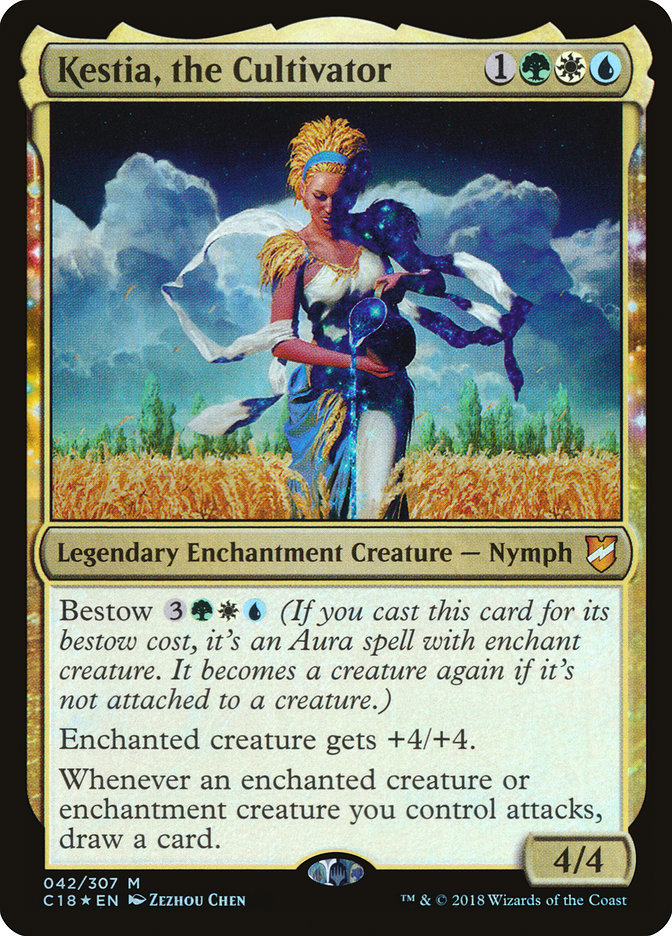 Kestia, the Cultivator 1
Legendary Enchantment Creature — Nymph
Bestow 3 (If you cast this card for its
bestow cost, it's an Aura spell with enchant
creature. It becomes a creature again if it's
not attached to a creature.)
Enchanted creature gets +4/+4.
Whenever an enchanted creature or
enchantment creature you control attacks,
draw a card.
4/4
042/307 M
C18★EN Zezhou Chen
™ & © 2018 Wizards of the Coast